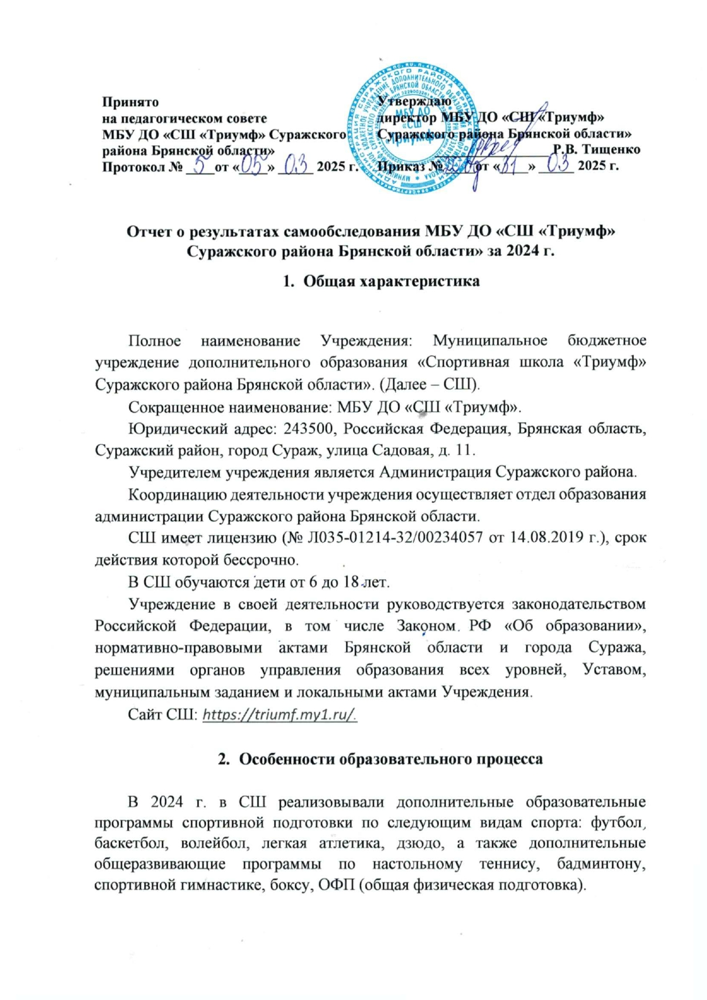 Принято
на педагогическом совете
МБУ ДО «СШ «Триумф» Суражского
района Брянской области»
Протокол № 5 от «05» 03 2025 г.
Утверждаю
директор МБУ ДО «СШ «Триумф»
Суражского района Брянской области»
Р.В. Тищенко
Приказ № от «31» 03 2025 г.
МБУ ДО
«СШ
«Триумф»
Отчет о результатах самообследования МБУ ДО «СШ «Триумф»
Суражского района Брянской области» за 2024 г.
1. Общая характеристика
Полное наименование Учреждения: Муниципальное бюджетное
учреждение дополнительного образования «Спортивная школа «Триумф»
Суражского района Брянской области». (Далее – СШ).
Сокращенное наименование: МБУ ДО «СШ «Триумф».
Юридический адрес: 243500, Российская Федерация, Брянская область,
Суражский район, город Сураж, улица Садовая, д. 11.
Учредителем учреждения является Администрация Суражского района.
Координацию деятельности учреждения осуществляет отдел образования
администрации Суражского района Брянской области.
СШ имеет лицензию (№ Л035-01214-32/00234057 от 14.08.2019 г.), срок
действия которой бессрочно.
В СШ обучаются дети от 6 до 18 лет.
Учреждение в своей деятельности руководствуется законодательством
Российской Федерации, в том числе Законом РФ «Об образовании»,
нормативно-правовыми актами Брянской области и города Суража,
решениями органов управления образования всех уровней, Уставом,
муниципальным заданием и локальными актами Учреждения.
Сайт СШ: https://triumf.my1.ru/.
2. Особенности образовательного процесса
В 2024 г. в СШ реализовывали дополнительные образовательные
программы спортивной подготовки по следующим видам спорта: футбол,
баскетбол, волейбол, легкая атлетика, дзюдо, а также дополнительные
общеразвивающие программы по настольному теннису, бадминтону,
спортивной гимнастике, боксу, ОФП (общая физическая подготовка).